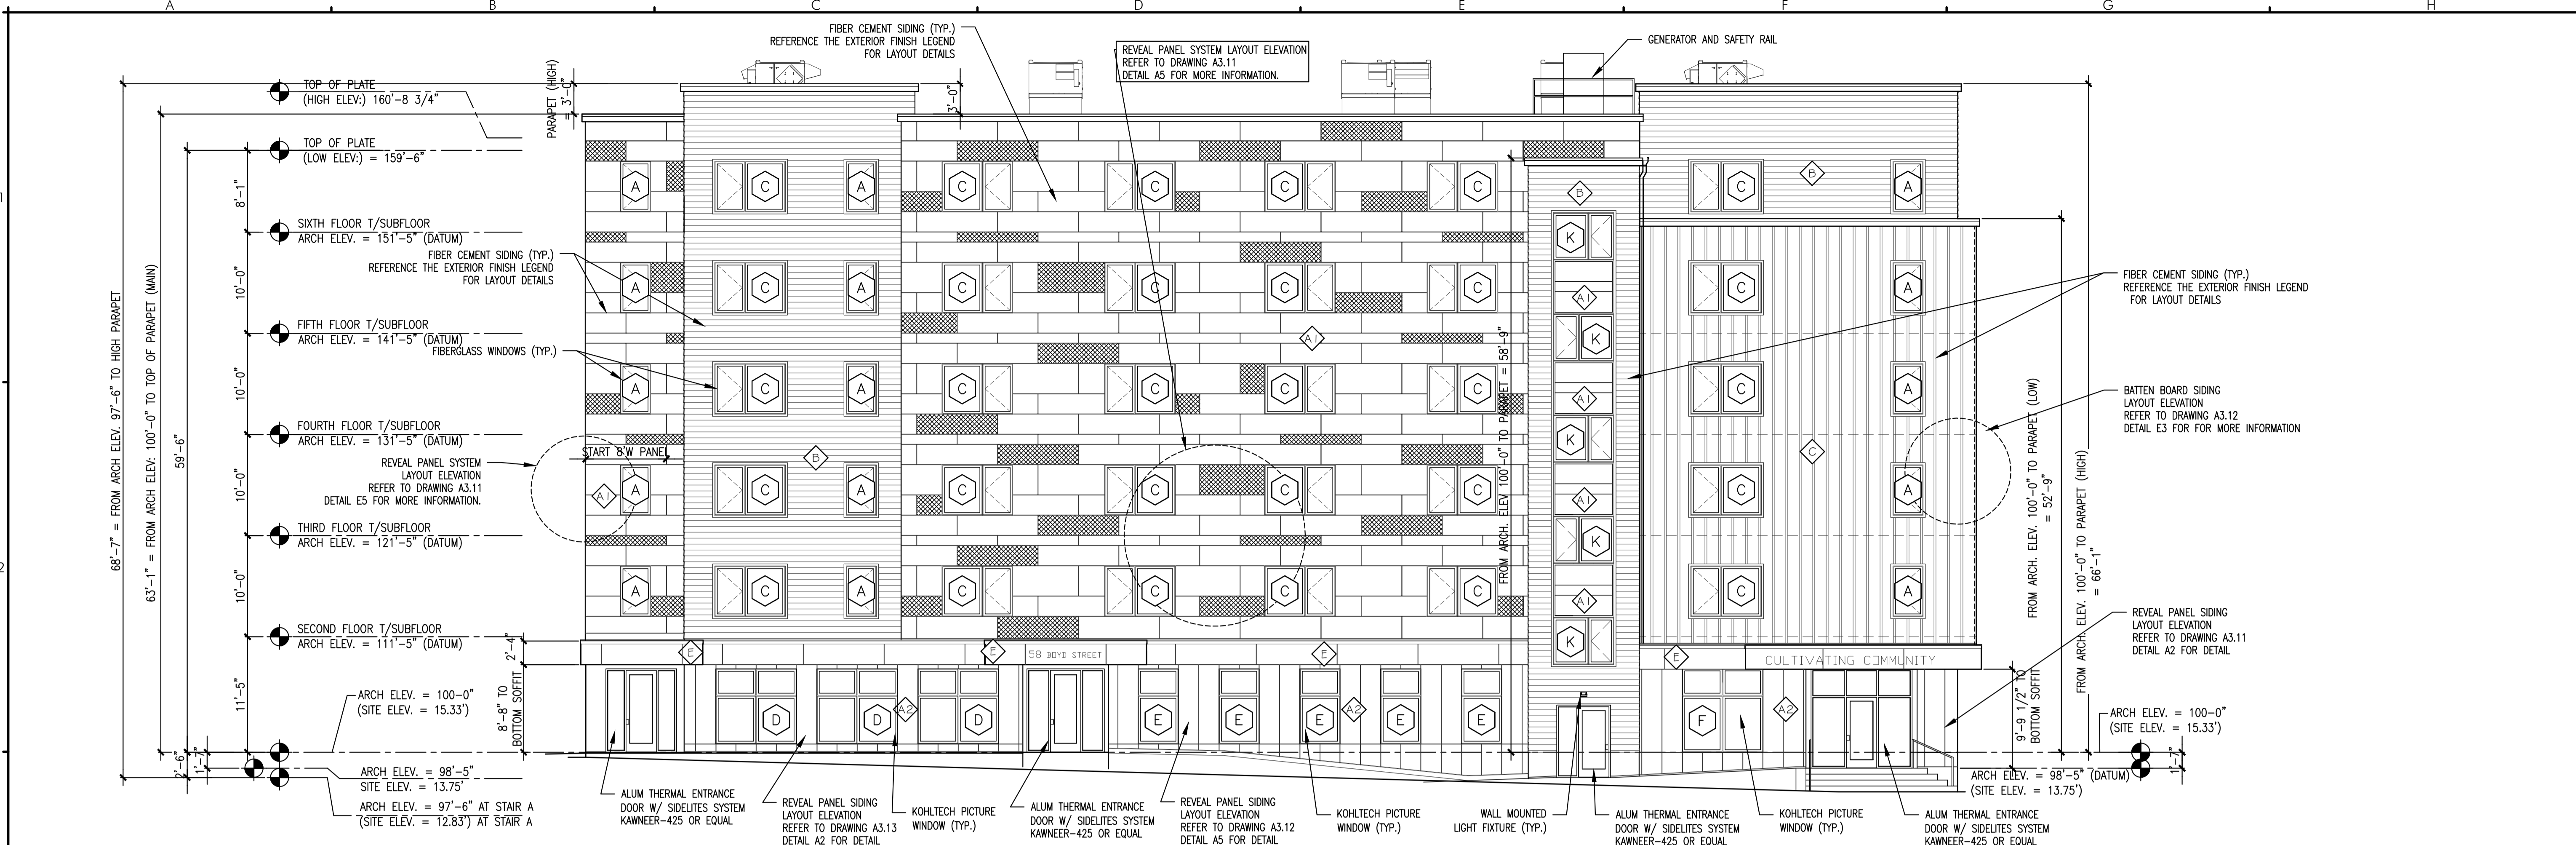 A B C D E F G H
1
2
FIBER CEMENT SIDING (TYP.)
REFERENCE THE EXTERIOR FINISH LEGEND
FOR LAYOUT DETAILS
REVEAL PANEL SYSTEM LAYOUT ELEVATION
REFER TO DRAWING A3.11
DETAIL A5 FOR MORE INFORMATION.
GENERATOR AND SAFETY RAIL
TOP OF PLATE
(HIGH ELEV:) 160'-8 3/4"
PARAPET (HIGH)
= 3'-0"
3'-0"
TOP OF PLATE
(LOW ELEV:) = 159'-6"
8'-1"
SIXTH FLOOR T/SUBFLOOR
ARCH ELEV. = 151'-5" (DATUM)
FIBER CEMENT SIDING (TYP.)
REFERENCE THE EXTERIOR FINISH LEGEND
FOR LAYOUT DETAILS
10'-0"
FIFTH FLOOR T/SUBFLOOR
ARCH ELEV. = 141'-5" (DATUM)
FIBERGLASS WINDOWS (TYP.)
10'-0"
FOURTH FLOOR T/SUBFLOOR
ARCH ELEV. = 131'-5" (DATUM)
START 8'W PANEL
REVEAL PANEL SYSTEM
LAYOUT ELEVATION
REFER TO DRAWING A3.11
DETAIL E5 FOR MORE INFORMATION.
10'-0"
THIRD FLOOR T/SUBFLOOR
ARCH ELEV. = 121'-5" (DATUM)
10'-0"
SECOND FLOOR T/SUBFLOOR
ARCH ELEV. = 111'-5" (DATUM)
2'-4"
11'-5"
8'-8" TO
BOTTOM SOFFIT
68'-7" = FROM ARCH ELEV. 97'-6" TO HIGH PARAPET
63'-1" = FROM ARCH ELEV: 100'-0" TO TOP OF PARAPET (MAIN)
59'-6"
ARCH ELEV. = 100-0"
(SITE ELEV. = 15.33')
2'-6"
1'-7"
ARCH ELEV. = 98'-5"
SITE ELEV. = 13.75'
ARCH ELEV. = 97'-6" AT STAIR A
(SITE ELEV. = 12.83') AT STAIR A
A C A C C C C C A
B B
K
A C A C C C C C A
A1
K
A1
A C A C C C C C A
A1
K
B C
A C A C C C C C A
A1 A1
K
A C A C C C C C A
A1
K
E E E E
58 BOYD STREET
CULTIVATING COMMUNITY
D D D E E E E E F
A2 A2 A2
FROM ARCH. ELEV 100'-0" TO PARAPET = 58'-9"
FIBER CEMENT SIDING (TYP.)
REFERENCE THE EXTERIOR FINISH LEGEND
FOR LAYOUT DETAILS
BATTEN BOARD SIDING
LAYOUT ELEVATION
REFER TO DRAWING A3.12
DETAIL E3 FOR FOR MORE INFORMATION
FROM ARCH. ELEV. 100'-0" TO PARAPET (LOW)
= 52'-9"
FROM ARCH. ELEV. 100'-0" TO PARAPET (HIGH)
= 66'-1"
REVEAL PANEL SIDING
LAYOUT ELEVATION
REFER TO DRAWING A3.11
DETAIL A2 FOR DETAIL
9'-9 1/2" TO
BOTTOM SOFFIT
ARCH ELEV. = 100-0"
(SITE ELEV. = 15.33')
1'-7"
ARCH ELEV. = 98'-5" (DATUM)
(SITE ELEV. = 13.75')
ALUM THERMAL ENTRANCE
DOOR W/ SIDELITES SYSTEM
KAWNEER-425 OR EQUAL
REVEAL PANEL SIDING
LAYOUT ELEVATION
REFER TO DRAWING A3.13
DETAIL A2 FOR DETAIL
KOHLTECH PICTURE
WINDOW (TYP.)
ALUM THERMAL ENTRANCE
DOOR W/ SIDELITES SYSTEM
KAWNEER-425 OR EQUAL
REVEAL PANEL SIDING
LAYOUT ELEVATION
REFER TO DRAWING A3.12
DETAIL A5 FOR DETAIL
KOHLTECH PICTURE
WINDOW (TYP.)
WALL MOUNTED
LIGHT FIXTURE (TYP.)
ALUM THERMAL ENTRANCE
DOOR W/ SIDELITES SYSTEM
KAWNEER-425 OR EQUAL
KOHLTECH PICTURE
WINDOW (TYP.)
ALUM THERMAL ENTRANCE
DOOR W/ SIDELITES SYSTEM
KAWNEER-425 OR EQUAL